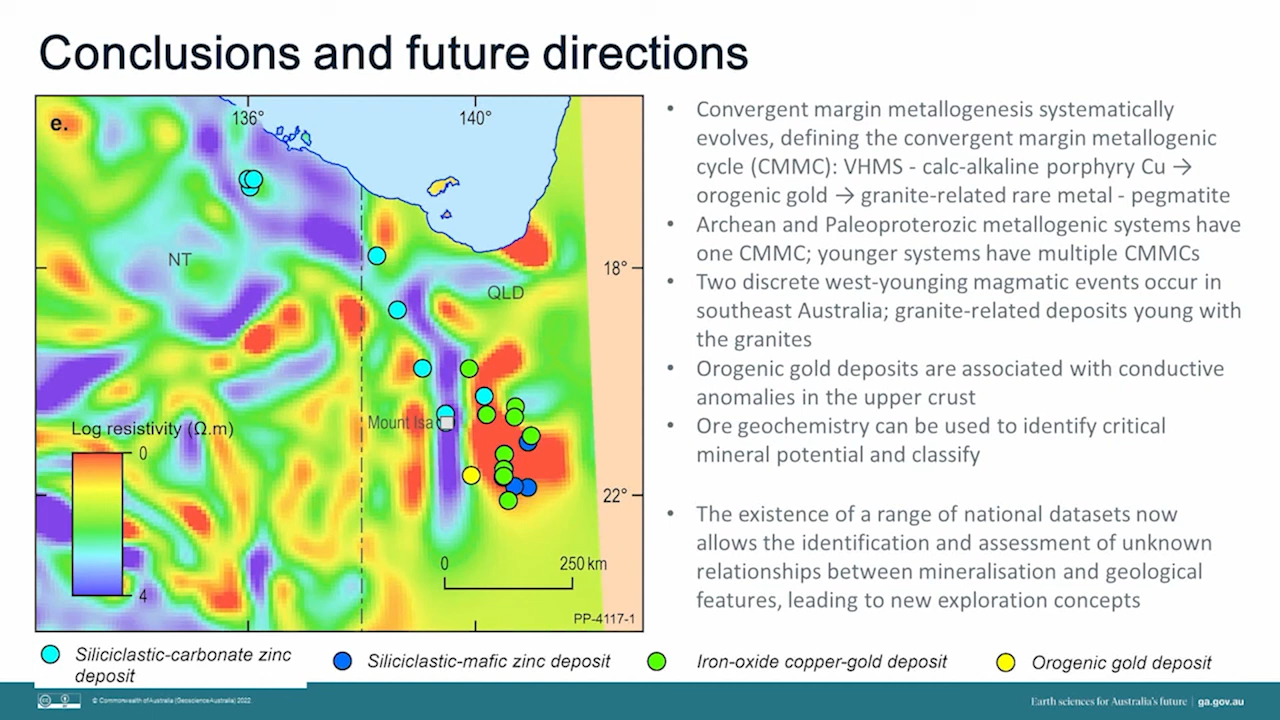 Conclusions and future directions
e.
136°
140°
NT
18°
QLD
Mount Isa
Log resistivity (Ω.m)
0
4
22°
0
250 km
PP-4117-1
• Convergent margin metallogenesis systematically
evolves, defining the convergent margin metallogenic
cycle (CMMC): VHMS - calc-alkaline porphyry Cu →
orogenic gold → granite-related rare metal - pegmatite
• Archean and Paleoproterozic metallogenic systems have
one CMMC; younger systems have multiple CMMCs
• Two discrete west-younging magmatic events occur in
southeast Australia; granite-related deposits young with
the granites
• Orogenic gold deposits are associated with conductive
anomalies in the upper crust
• Ore geochemistry can be used to identify critical
mineral potential and classify
• The existence of a range of national datasets now
allows the identification and assessment of unknown
relationships between mineralisation and geological
features, leading to new exploration concepts
Siliciclastic-carbonate zinc
deposit
Siliciclastic-mafic zinc deposit
Iron-oxide copper-gold deposit
Orogenic gold deposit
© Commonwealth of Australia (Geoscience Australia) 2022.
Earth sciences for Australia's future | ga.gov.au